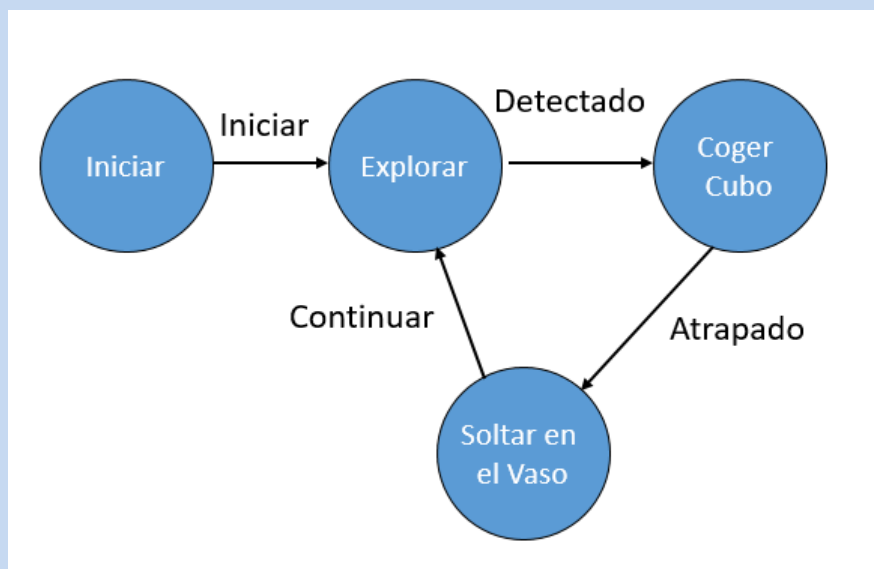 Iniciar
Iniciar
Explorar
Detectado
Coger
Cubo
Continuar
Atrapado
Soltar en
el Vaso